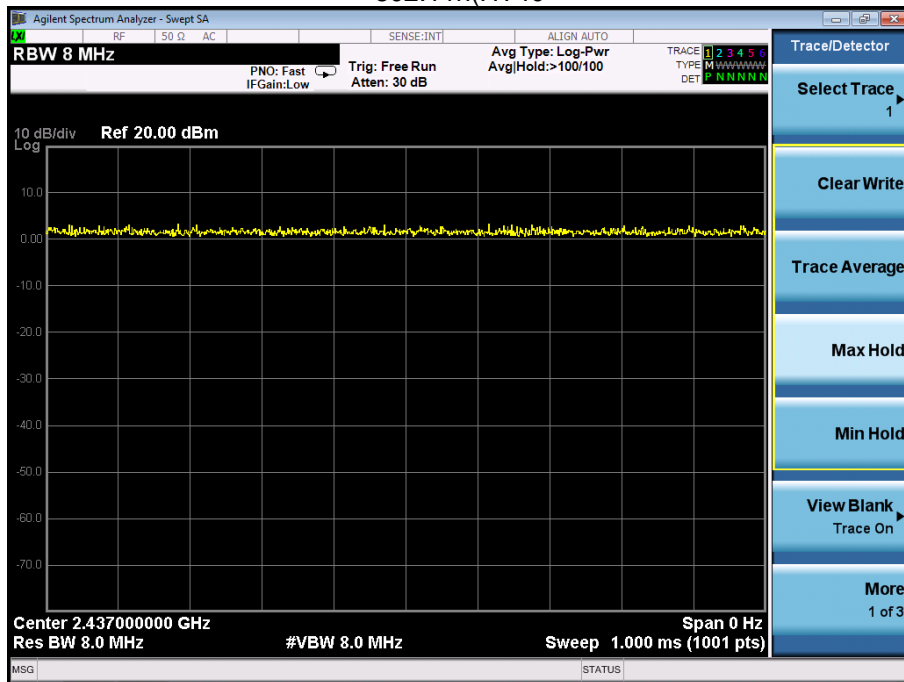 Agilent Spectrum Analyzer - Swept SA
LXI RF 50 Ω AC SENSE:INT ALIGN AUTO
RBW 8 MHz
PNO: Fast
IFGain:Low
Trig: Free Run
Atten: 30 dB
Avg Type: Log-Pwr
Avg|Hold:>100/100
TRACE 1 2 3 4 5 6
TYPE M WWWWW
DET P N N N N N
10 dB/div Ref 20.00 dBm
Log
10.0
0.00
-10.0
-20.0
-30.0
-40.0
-50.0
-60.0
-70.0
Center 2.437000000 GHz Span 0 Hz
Res BW 8.0 MHz #VBW 8.0 MHz Sweep 1.000 ms (1001 pts)
MSG STATUS
Trace/Detector
Select Trace
1
Clear Write
Trace Average
Max Hold
Min Hold
View Blank
Trace On
More
1 of 3